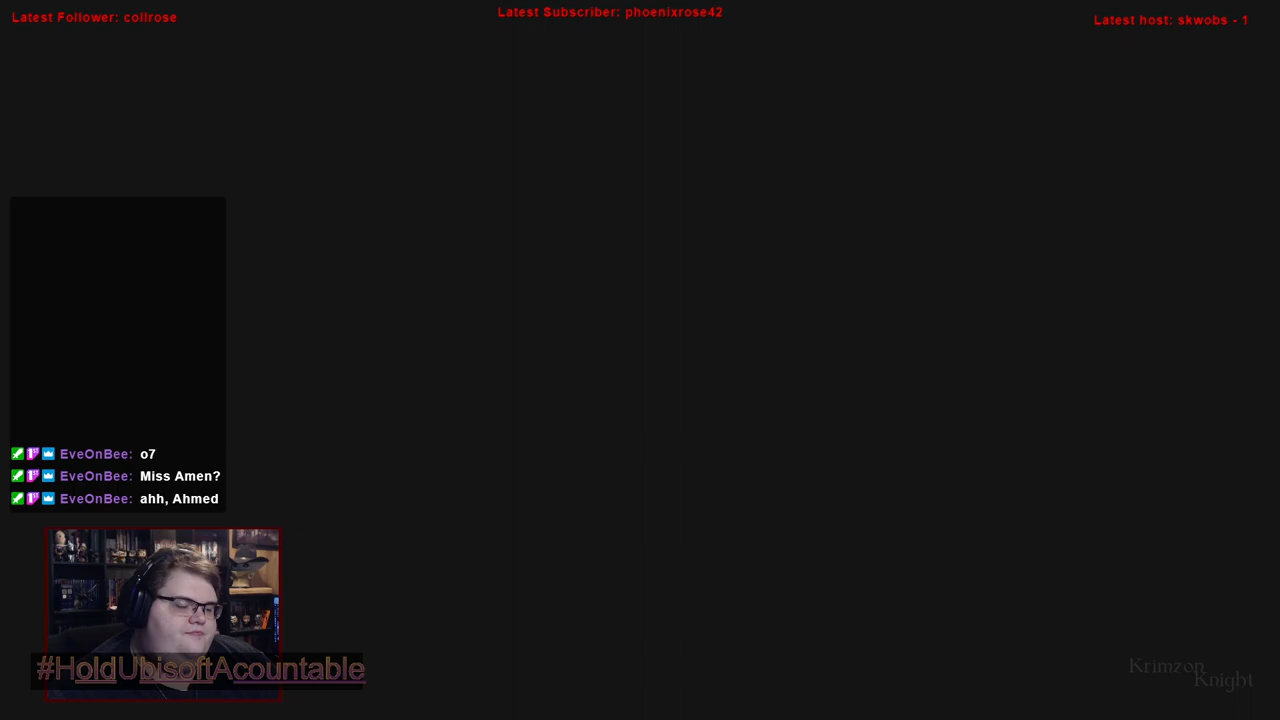 Latest Follower: collrose
Latest Subscriber: phoenixrose42
Latest host: skwobs - 1
EveOnBee: o7
EveOnBee: Miss Amen?
EveOnBee: ahh, Ahmed
#HoldUbisoftAcountable
Krimzon
Knight